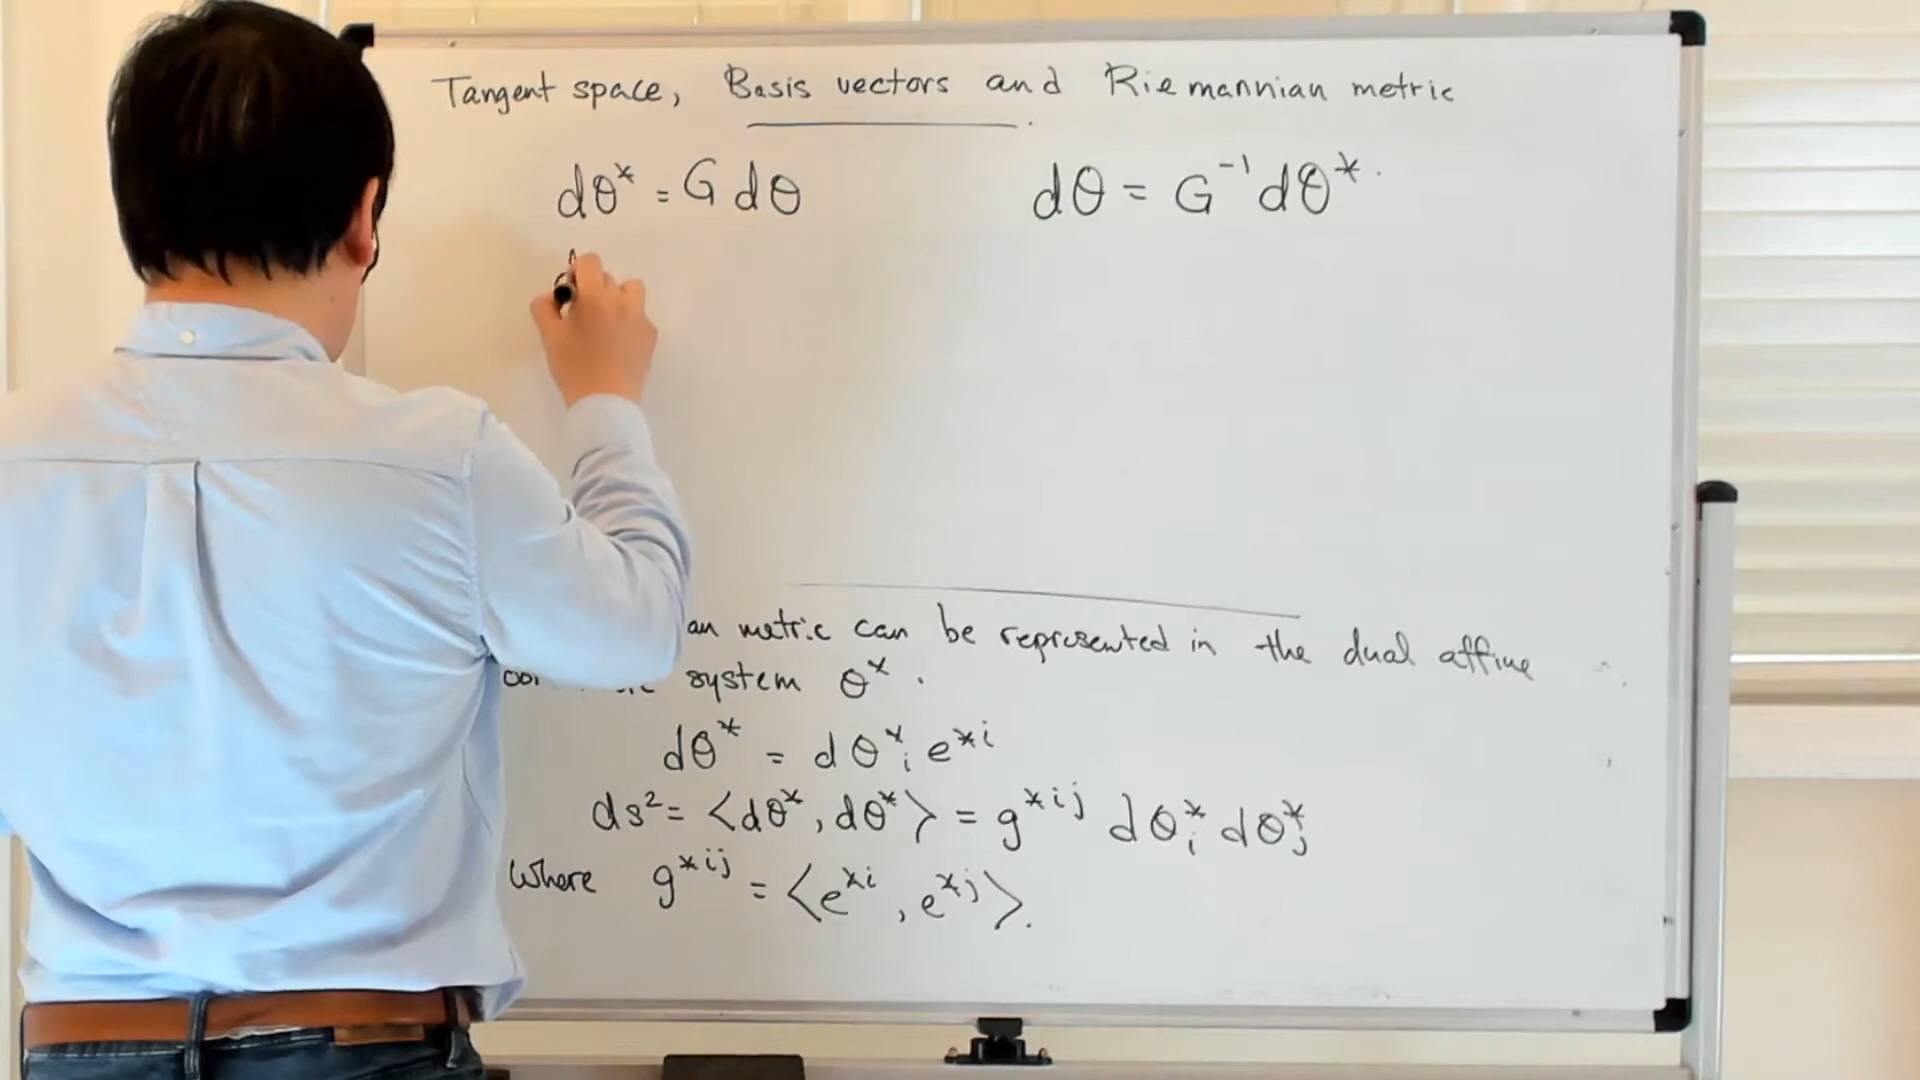 Tangent space, Basis vectors and Riemannian metric
dθ* = G dθ dθ = G⁻¹ dθ*.
metric can be represented in the dual affine
system θ*.
dθ* = dθ*ᵢ e*ⁱ
ds² = ⟨dθ*, dθ*⟩ = g*ⁱʲ dθ*ᵢ dθ*ⱼ
Where g*ⁱʲ = ⟨e*ⁱ, e*ʲ⟩.